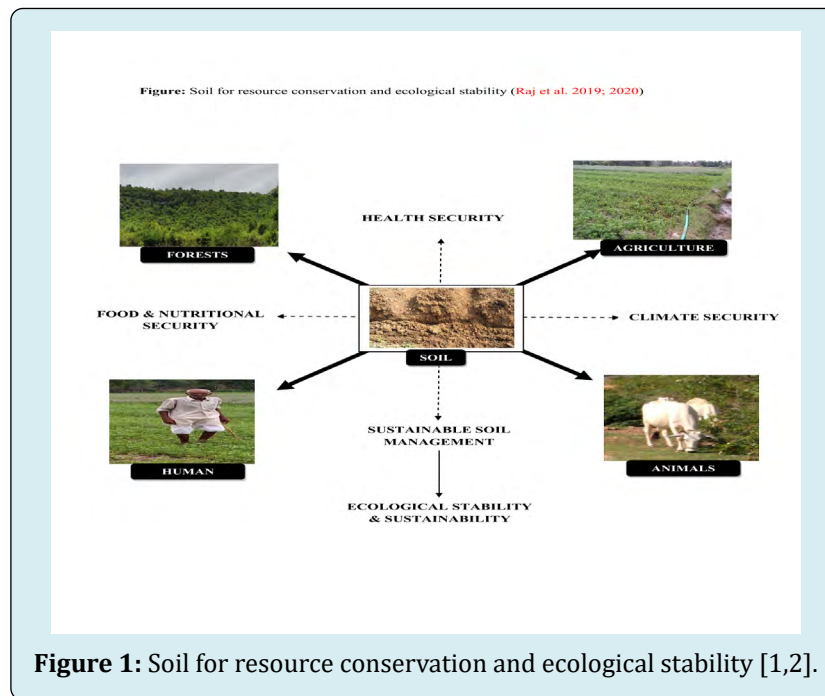 Figure: Soil for resource conservation and ecological stability (Raj et al. 2019; 2020)
HEALTH SECURITY
FORESTS
AGRICULTURE
FOOD & NUTRITIONAL
SECURITY
CLIMATE SECURITY
SOIL
HUMAN
SUSTAINABLE SOIL
MANAGEMENT
ANIMALS
ECOLOGICAL STABILITY
& SUSTAINABILITY
Figure 1: Soil for resource conservation and ecological stability [1,2].